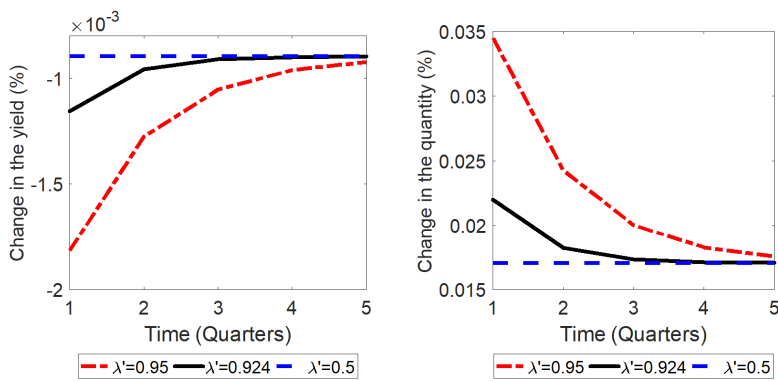 ×10⁻³
-1
-1.5
-2
Change in the yield (%)
1 2 3 4 5
Time (Quarters)
λ'=0.95 λ'=0.924 λ'=0.5
0.035
0.03
0.025
0.02
0.015
Change in the quantity (%)
1 2 3 4 5
Time (Quarters)
λ'=0.95 λ'=0.924 λ'=0.5